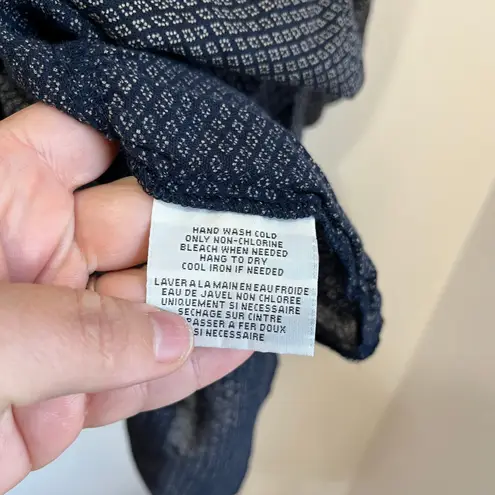 HAND WASH COLD
ONLY NON-CHLORINE
BLEACH WHEN NEEDED
HANG TO DRY
COOL IRON IF NEEDED
LAVER A LA MAIN EN EAU FROIDE
EAU DE JAVEL NON CHLOREE
UNIQUEMENT SI NECESSAIRE
SECHAGE SUR CINTRE
PASSER A FER DOUX
SI NECESSAIRE